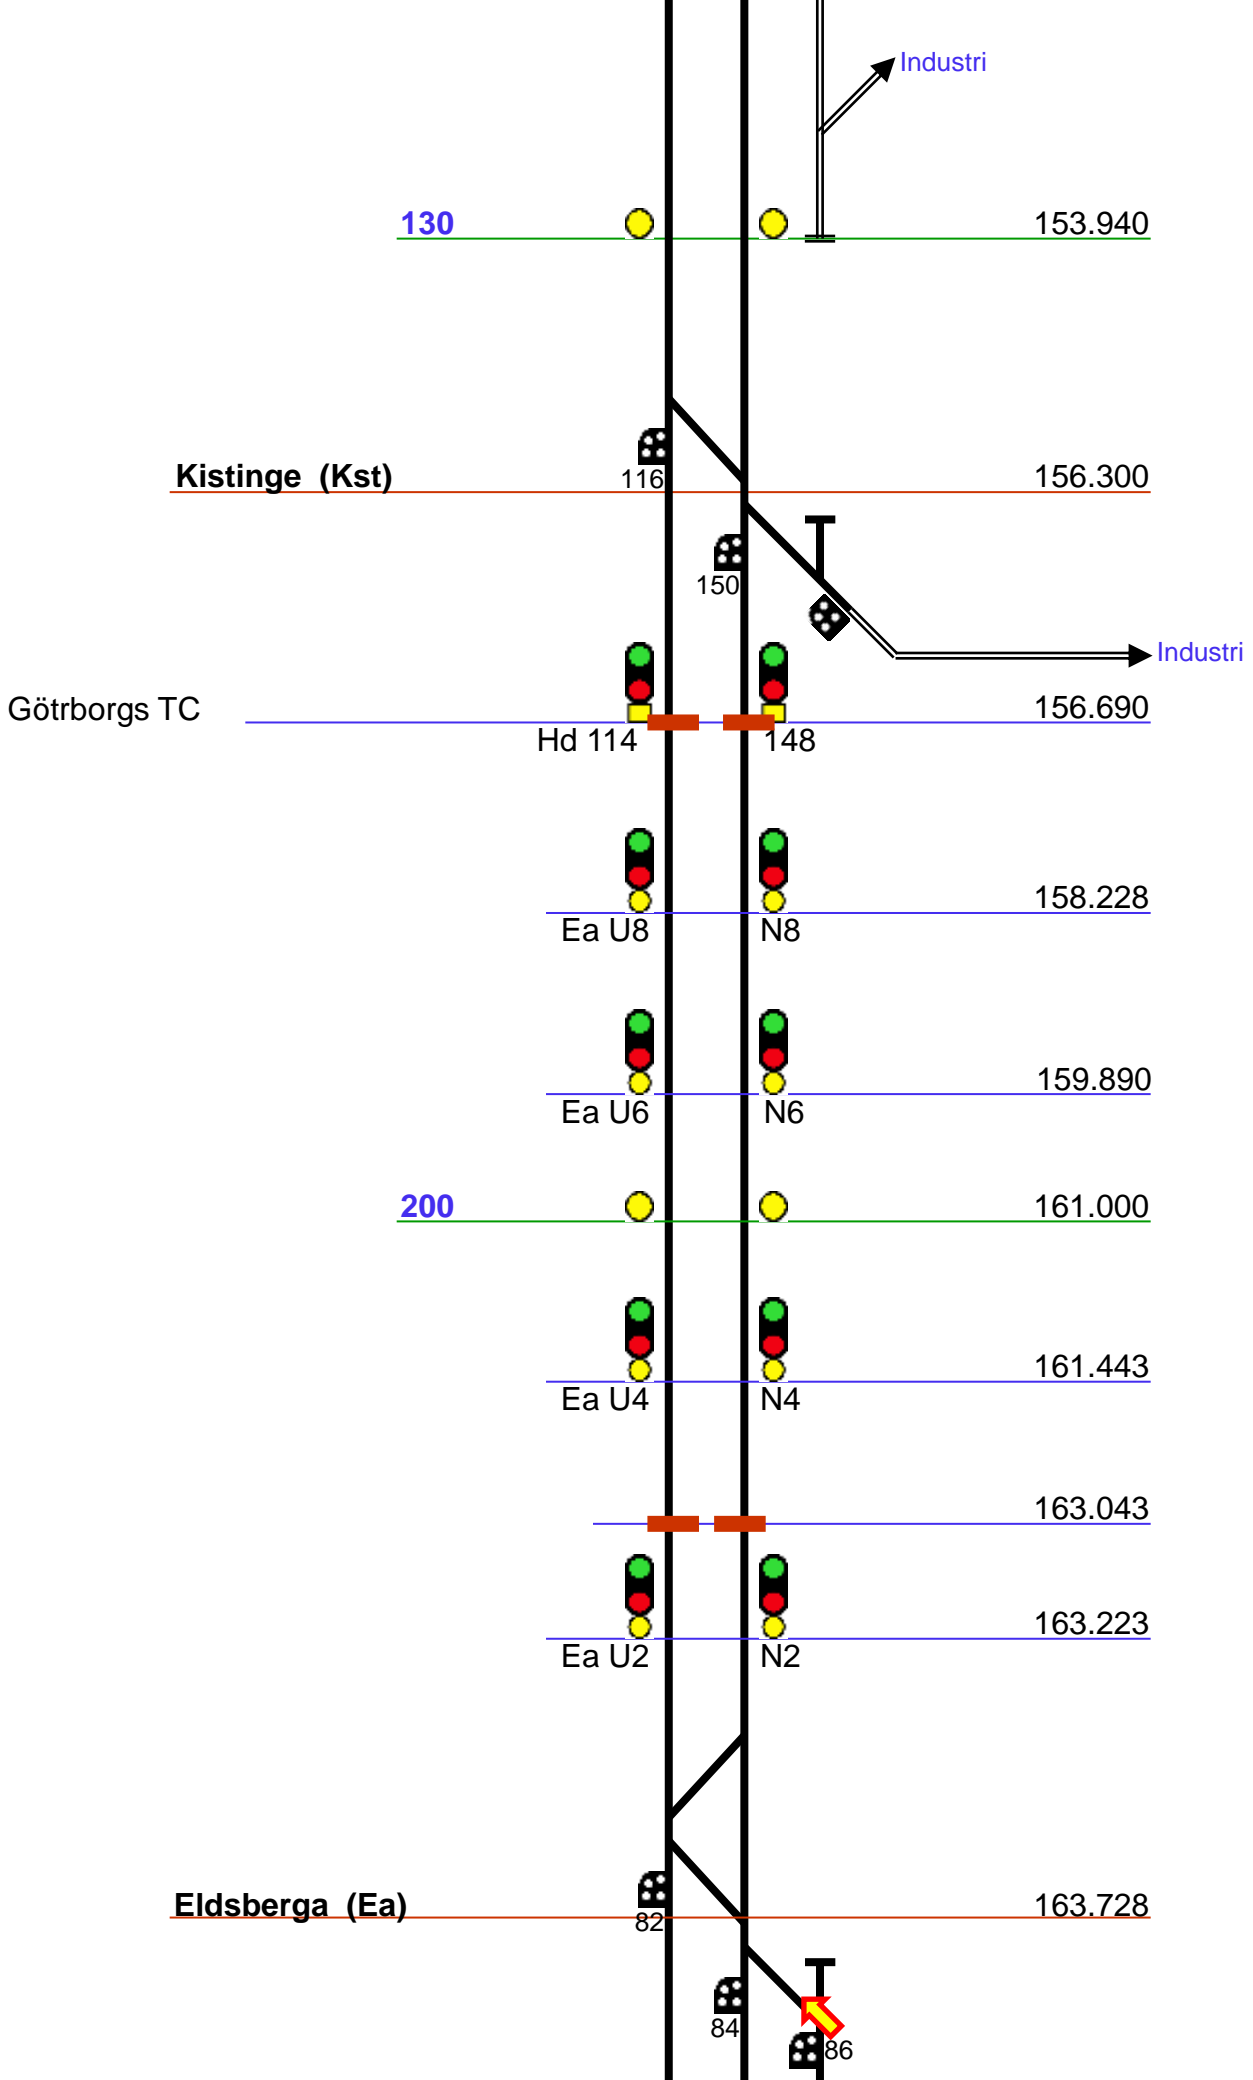 Industri
130 153.940
116
Kistinge (Kst) 156.300
150
Industri
Götrborgs TC 156.690
Hd 114 148
158.228
Ea U8 N8
159.890
Ea U6 N6
200 161.000
161.443
Ea U4 N4
163.043
163.223
Ea U2 N2
Eldsberga (Ea) 163.728
82
84
86